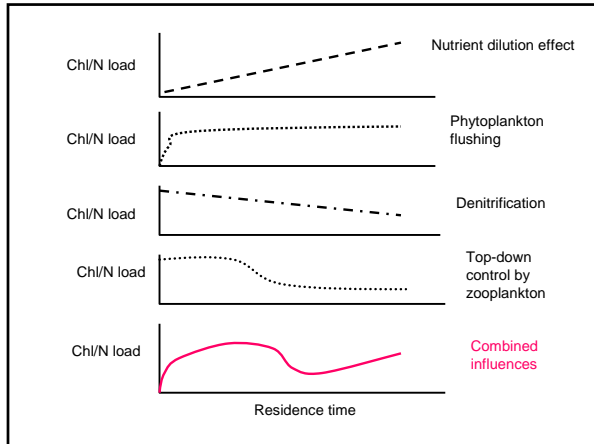 Chl/N load
Nutrient dilution effect
Chl/N load
Phytoplankton
flushing
Chl/N load
Denitrification
Chl/N load
Top-down
control by
zooplankton
Chl/N load
Combined
influences
Residence time